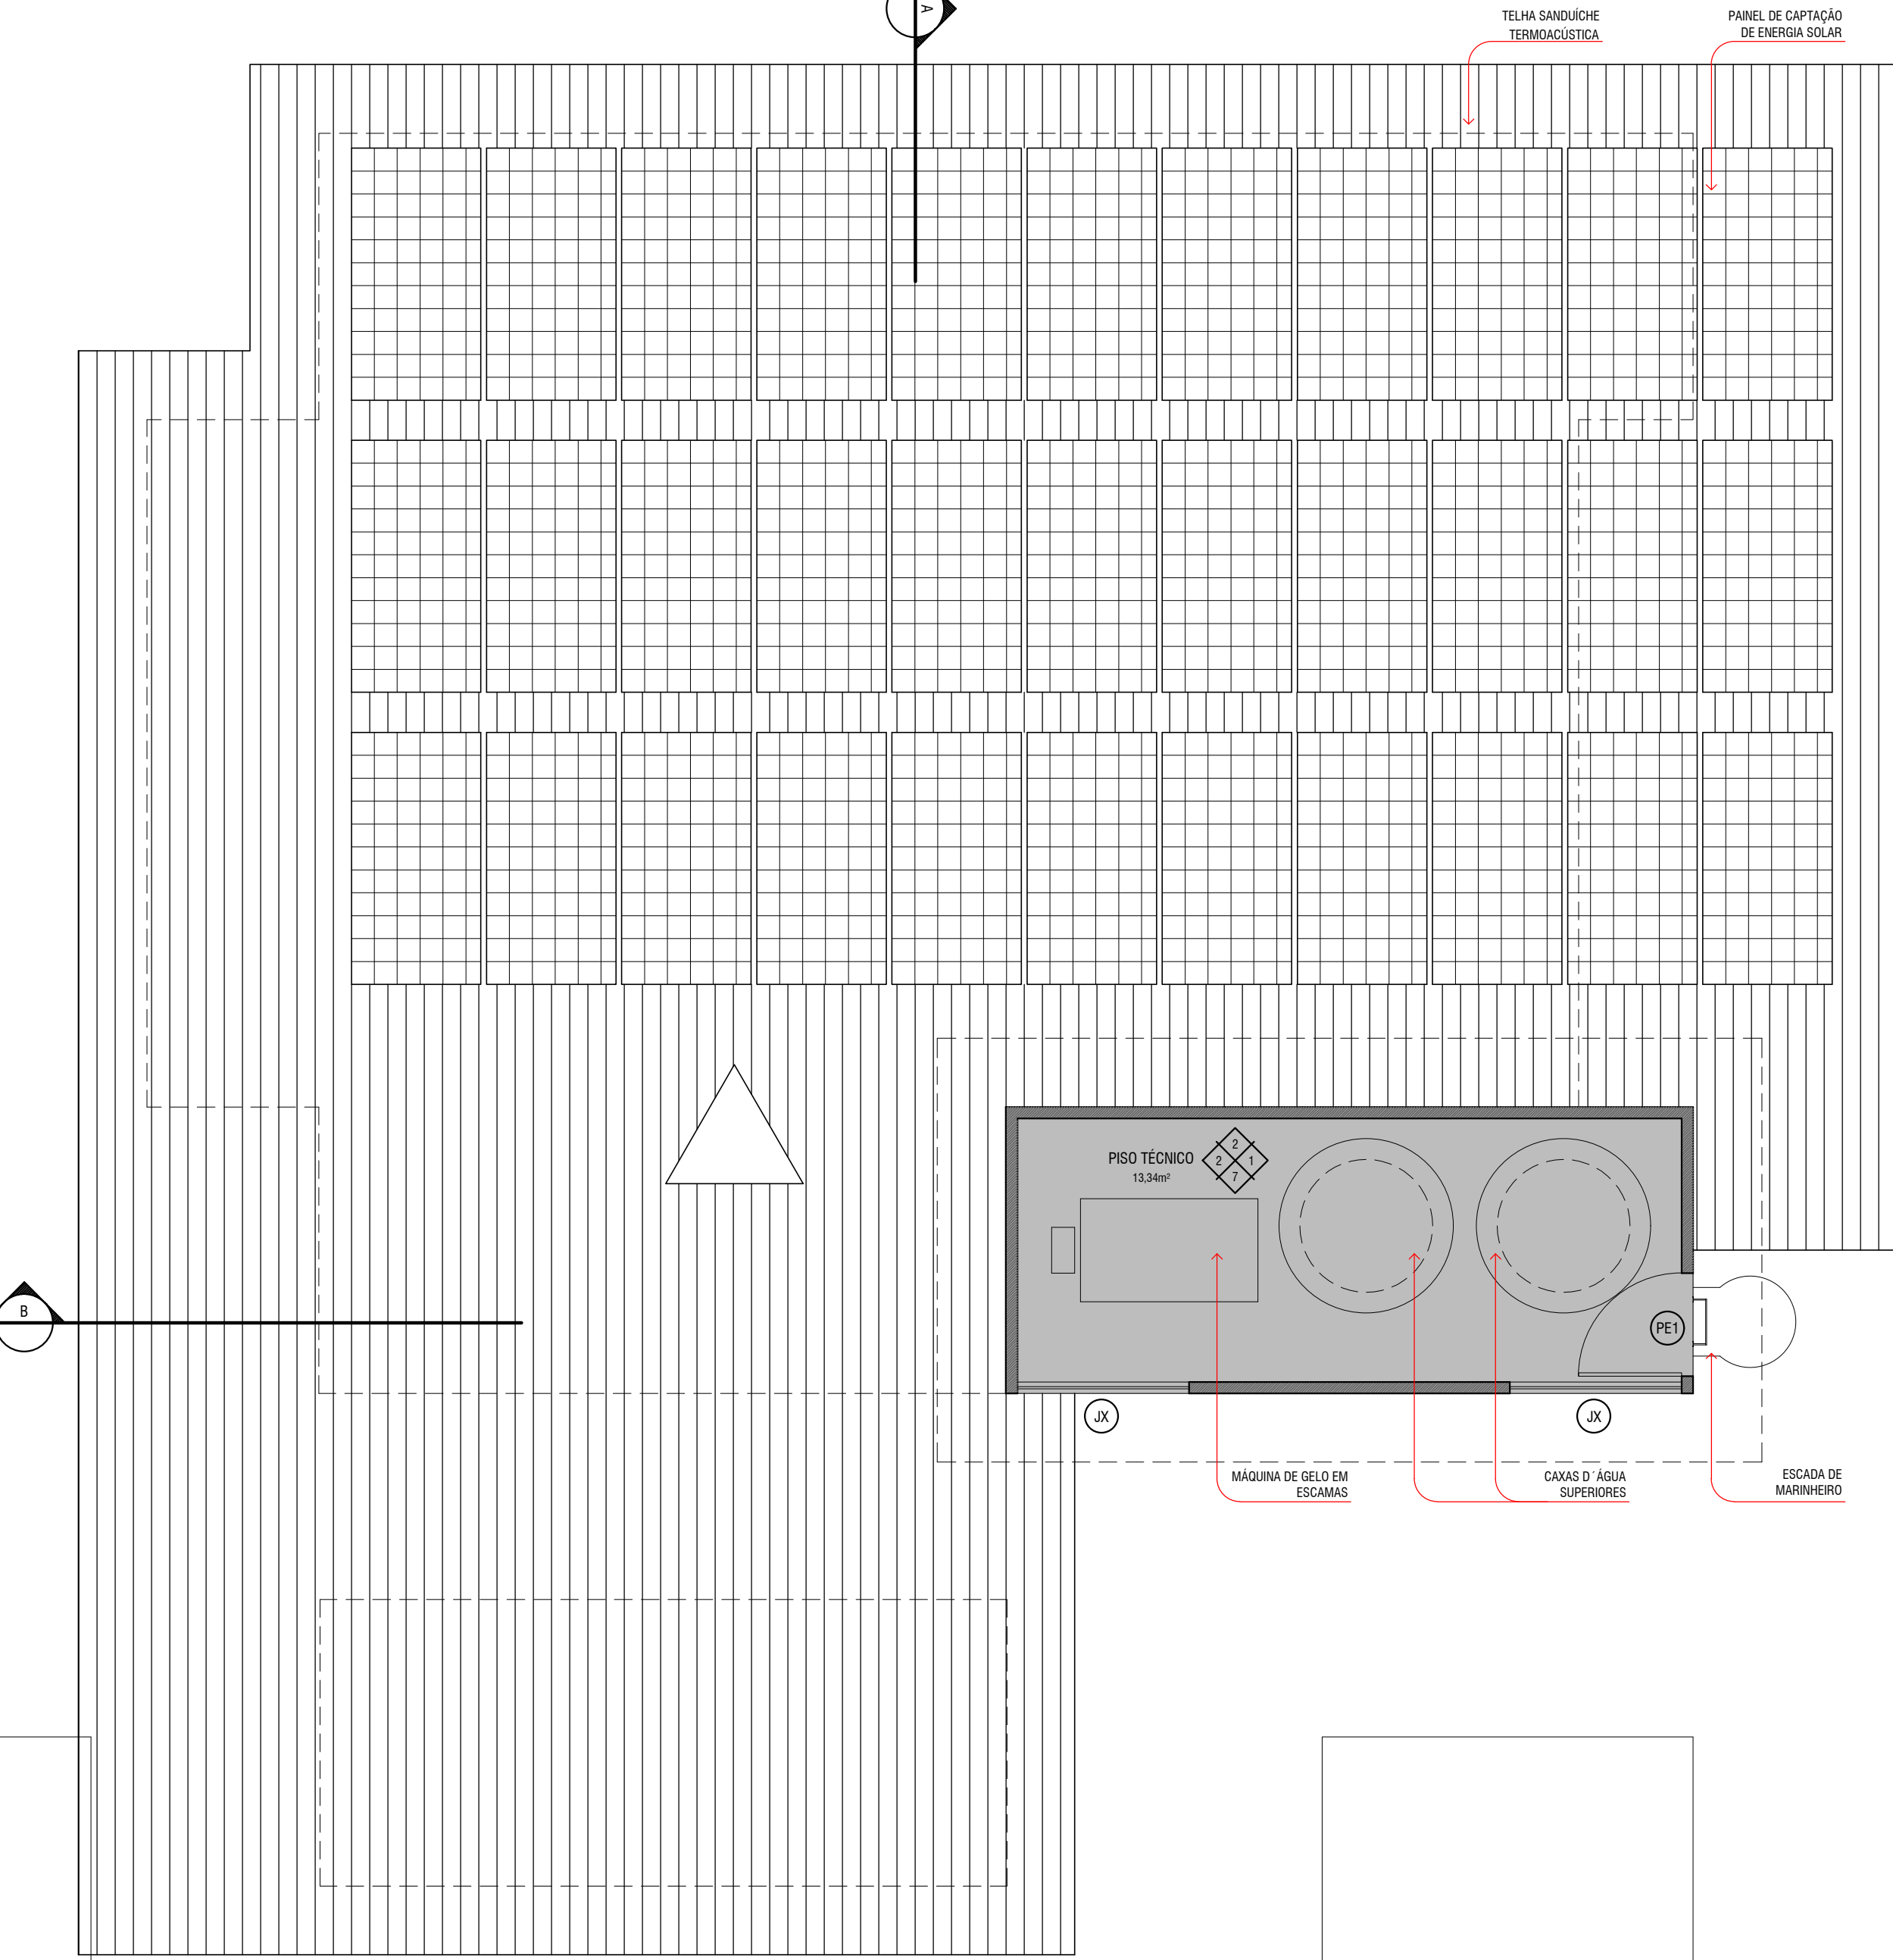 A
TELHA SANDUÍCHE
TERMOACÚSTICA
PAINEL DE CAPTAÇÃO
DE ENERGIA SOLAR
PISO TÉCNICO
13,34m²
2
2 1
7
B
PE1
JX
JX
MÁQUINA DE GELO EM
ESCAMAS
CAXAS D´ÁGUA
SUPERIORES
ESCADA DE
MARINHEIRO